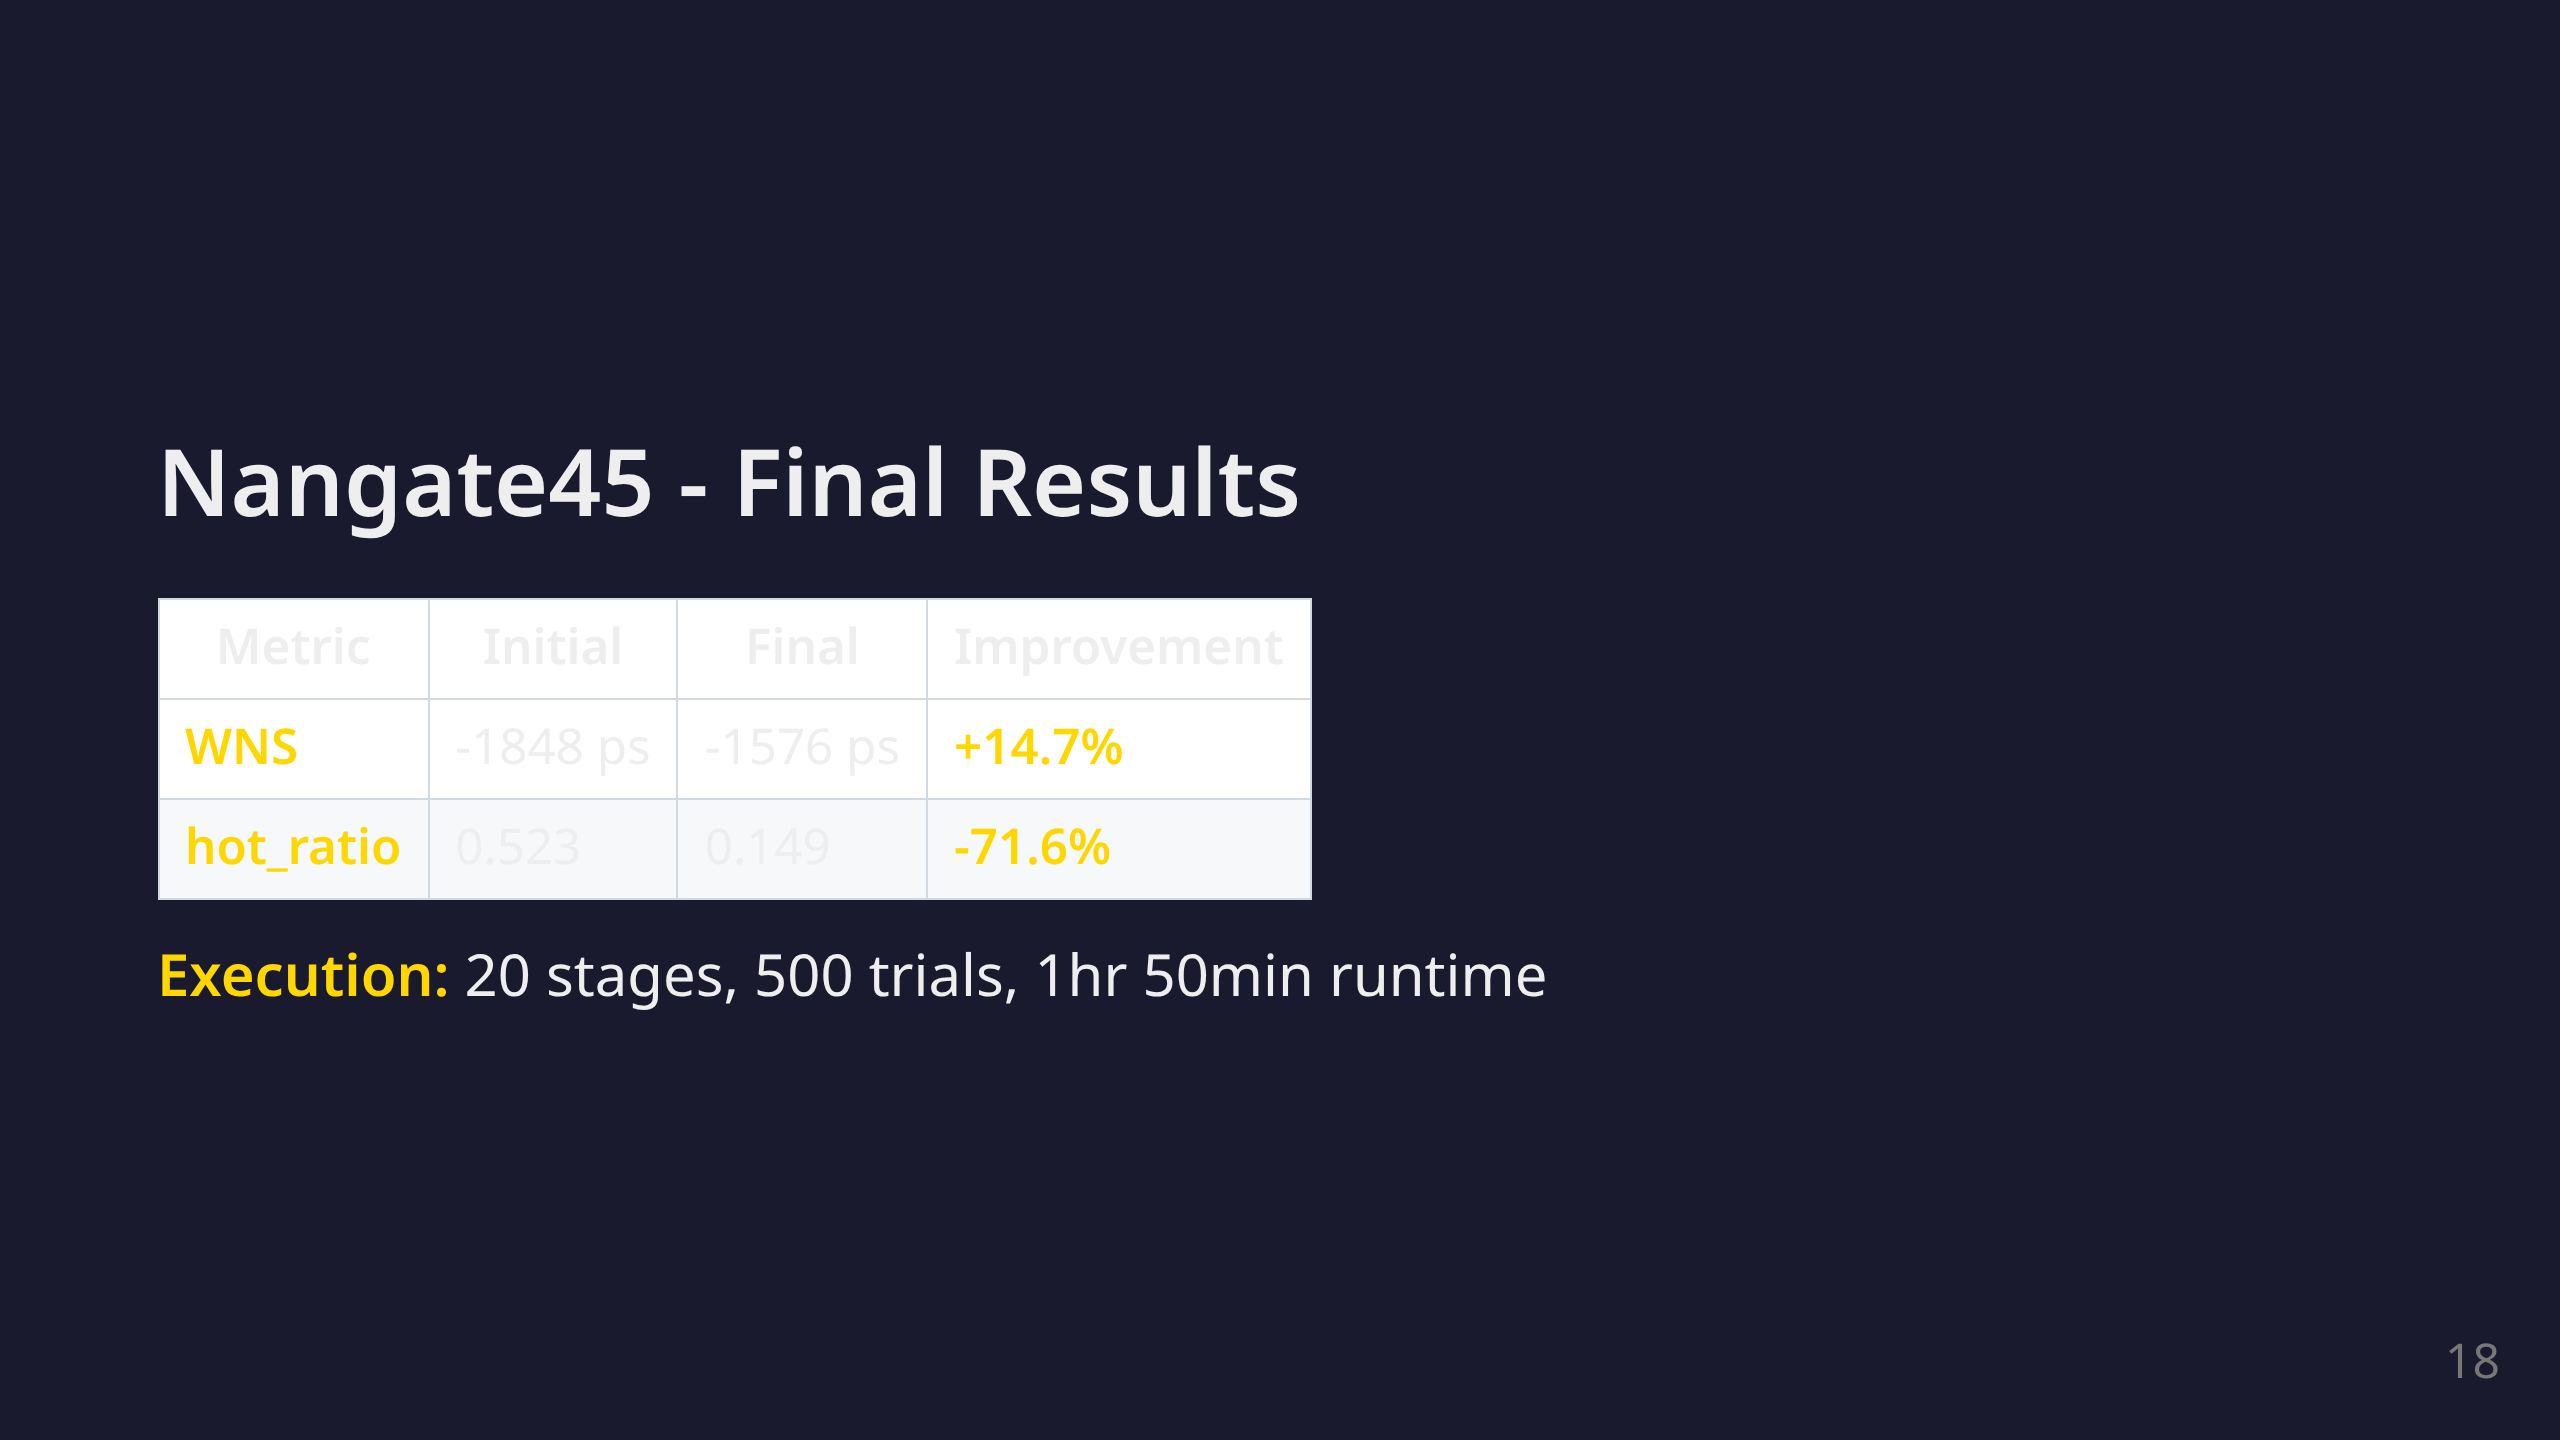 Nangate45 - Final Results
Metric Initial Final Improvement
WNS -1848 ps -1576 ps +14.7%
hot_ratio 0.523 0.149 -71.6%
Execution: 20 stages, 500 trials, 1hr 50min runtime
18